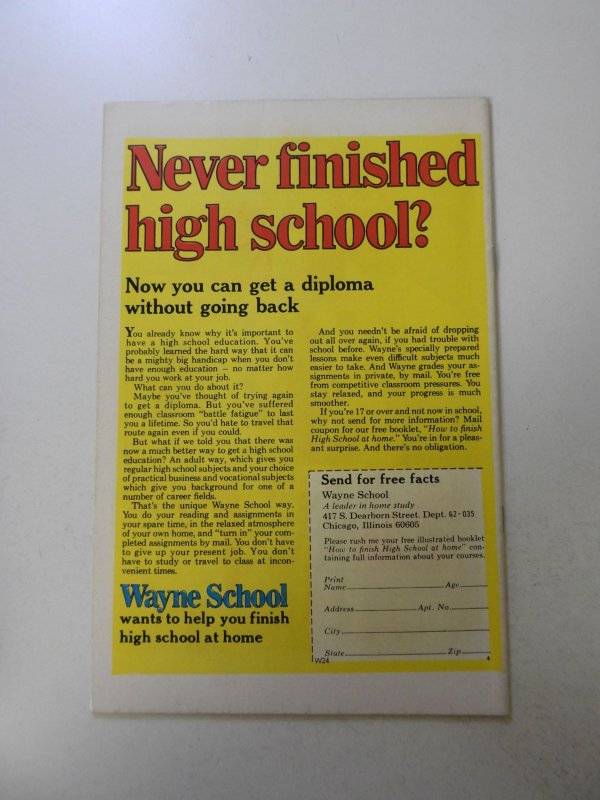 Never finished
high school?
Now you can get a diploma
without going back
You already know why it's important to
have a high school education. You've
probably learned the hard way that it can
be a mighty big handicap when you don't
have enough education – no matter how
hard you work at your job.
What can you do about it?
Maybe you've thought of trying again
to get a diploma. But you've suffered
enough classroom "battle fatigue" to last
you a lifetime. So you'd hate to travel that
route again even if you could.
But what if we told you that there was
now a much better way to get a high school
education? An adult way, which gives you
regular high school subjects and your choice
of practical business and vocational subjects
which give you background for one of a
number of career fields.
That's the unique Wayne School way.
You do your reading and assignments in
your spare time, in the relaxed atmosphere
of your own home, and "turn in" your com-
pleted assignments by mail. You don't have
to give up your present job. You don't
have to study or travel to class at incon-
venient times.
Wayne School
wants to help you finish
high school at home
And you needn't be afraid of dropping
out all over again, if you had trouble with
school before. Wayne's specially prepared
lessons make even difficult subjects much
easier to take. And Wayne grades your as-
signments in private, by mail. You're free
from competitive classroom pressures. You
stay relaxed, and your progress is much
smoother.
If you're 17 or over and not now in school,
why not send for more information? Mail
coupon for our free booklet, "How to finish
High School at home." You're in for a pleas-
ant surprise. And there's no obligation.
Send for free facts
Wayne School
A leader in home study
417 S. Dearborn Street. Dept. 62-035
Chicago, Illinois 60605
Please rush me your free illustrated booklet
"How to finish High School at home" con-
taining full information about your courses.
Print
Name Age
Address Apt. No.
City
State Zip
W24 4